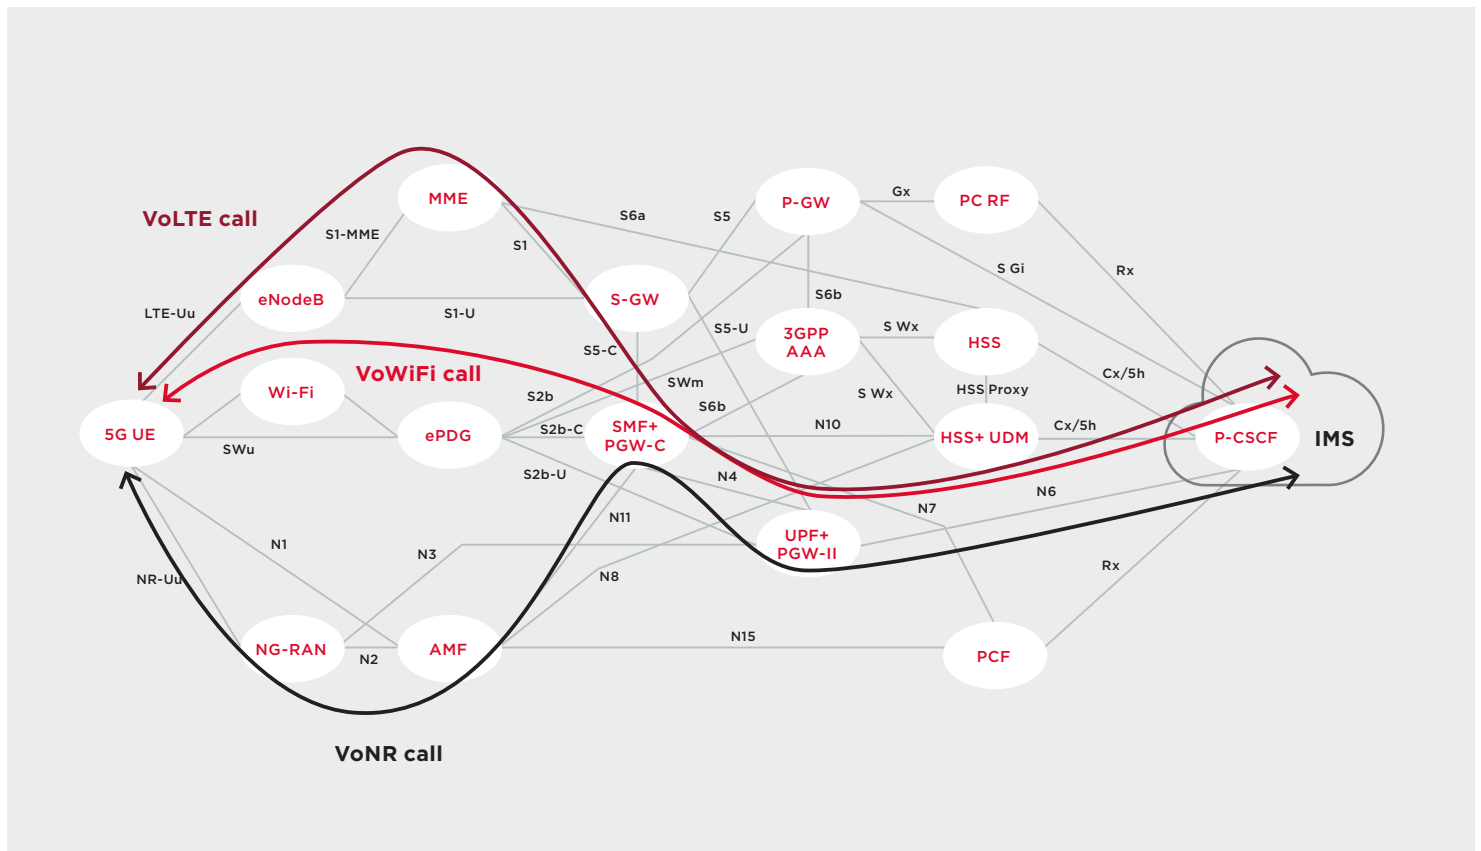 MME
P-GW
Gx
PC RF
VoLTE call
S6a
S5
S1-MME
S1
S Gi
Rx
eNodeB
S-GW
S6b
LTE-Uu
S1-U
S5-U
S Wx
3GPP
AAA
HSS
S5-C
VoWiFi call
SWm
Cx/5h
Wi-Fi
S2b
S Wx
HSS Proxy
S6b
5G UE
SWu
ePDG
S2b-C
SMF+
PGW-C
N10
HSS+ UDM
Cx/5h
P-CSCF
IMS
S2b-U
N4
N6
N7
N11
UPF+
PGW-II
N1
N3
NR-Uu
N8
Rx
NG-RAN
N2
AMF
N15
PCF
VoNR call